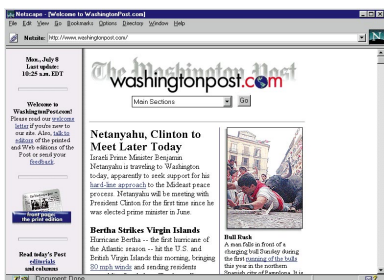 Netscape - [Welcome to WashingtonPost.com]
File Edit View Go Bookmarks Options Directory Window Help
Netsite: http://www.washingtonpost.com/
Mon., July 8
Last update:
10:25 a.m. EDT
Welcome to
WashingtonPost.com!
Please read our welcome
letter if you're new to
our site. Also, talk to
editors of the printed
and Web editions of the
Post or send your
feedback.
front page:
the print edition
Read today's Post
editorials
and columns
The Washington Post
washingtonpost.com
Main Sections
Go
Netanyahu, Clinton to
Meet Later Today
Israeli Prime Minister Benjamin
Netanyahu is traveling to Washington
today, apparently to seek support for his
hard-line approach to the Mideast peace
process. Netanyahu will be meeting with
President Clinton for the first time since he
was elected prime minister in June.
Bertha Strikes Virgin Islands
Hurricane Bertha -- the first hurricane of
the Atlantic season -- hit the U.S. and
British Virgin Islands this morning, bringing
80 mph winds and sending residents
Bull Rush
A man falls in front of a
charging bull Sunday during
the first running of the bulls
this year in the northern
Spanish city of Pamplona. It is
Document Done
N